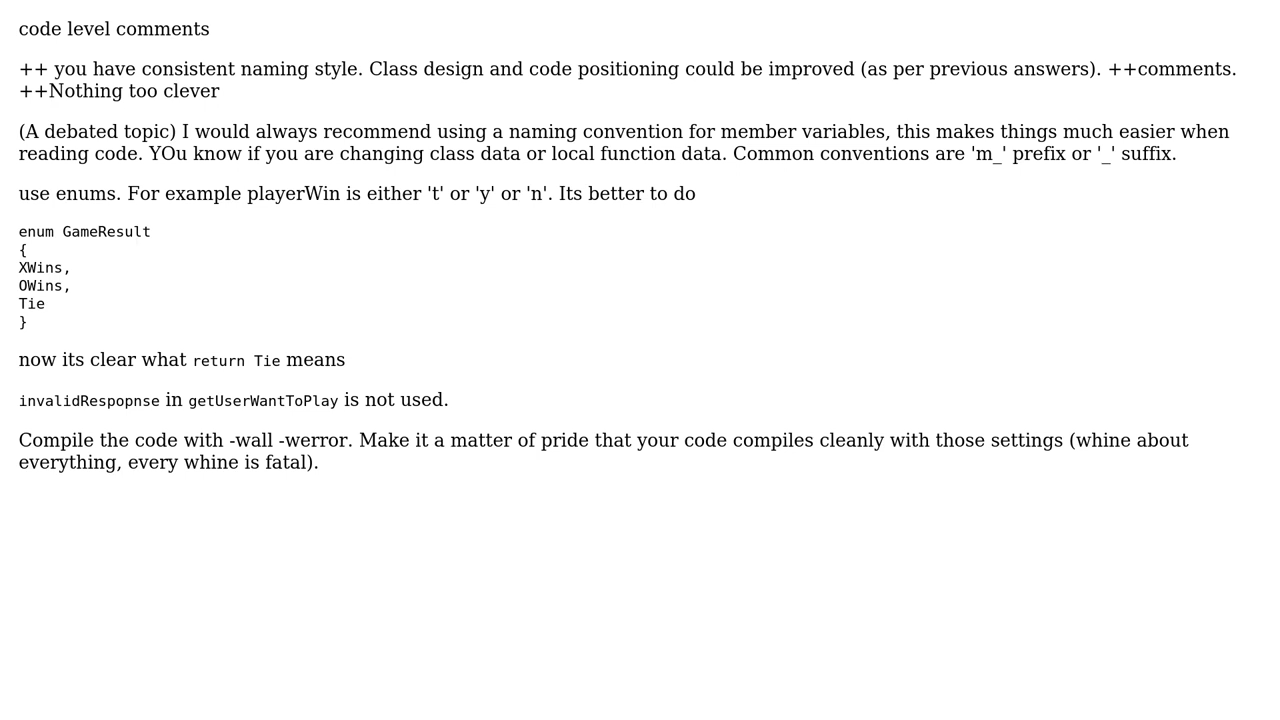 code level comments
++ you have consistent naming style. Class design and code positioning could be improved (as per previous answers). ++comments.
++Nothing too clever
(A debated topic) I would always recommend using a naming convention for member variables, this makes things much easier when
reading code. YOu know if you are changing class data or local function data. Common conventions are 'm_' prefix or '_' suffix.
use enums. For example playerWin is either 't' or 'y' or 'n'. Its better to do
enum GameResult
{
XWins,
OWins,
Tie
}
now its clear what return Tie means
invalidRespopnse in getUserWantToPlay is not used.
Compile the code with -wall -werror. Make it a matter of pride that your code compiles cleanly with those settings (whine about
everything, every whine is fatal).